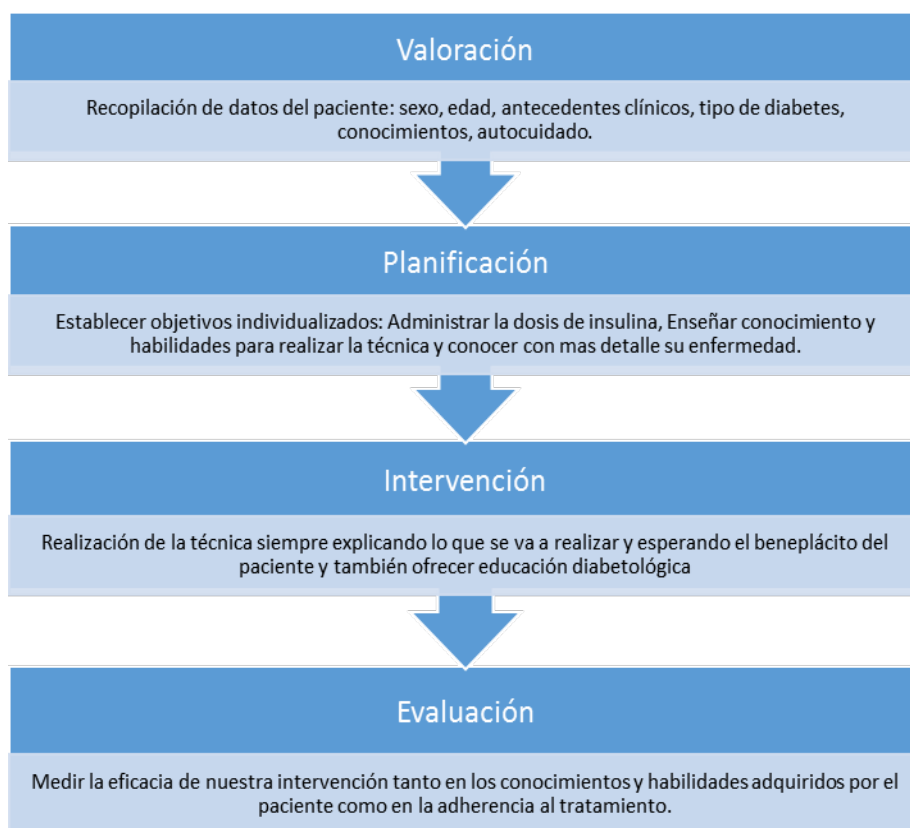 Valoración
Recopilación de datos del paciente: sexo, edad, antecedentes clínicos, tipo de diabetes,
conocimientos, autocuidado.
Planificación
Establecer objetivos individualizados: Administrar la dosis de insulina, Enseñar conocimiento y
habilidades para realizar la técnica y conocer con mas detalle su enfermedad.
Intervención
Realización de la técnica siempre explicando lo que se va a realizar y esperando el beneplácito del
paciente y también ofrecer educación diabetológica
Evaluación
Medir la eficacia de nuestra intervención tanto en los conocimientos y habilidades adquiridos por el
paciente como en la adherencia al tratamiento.